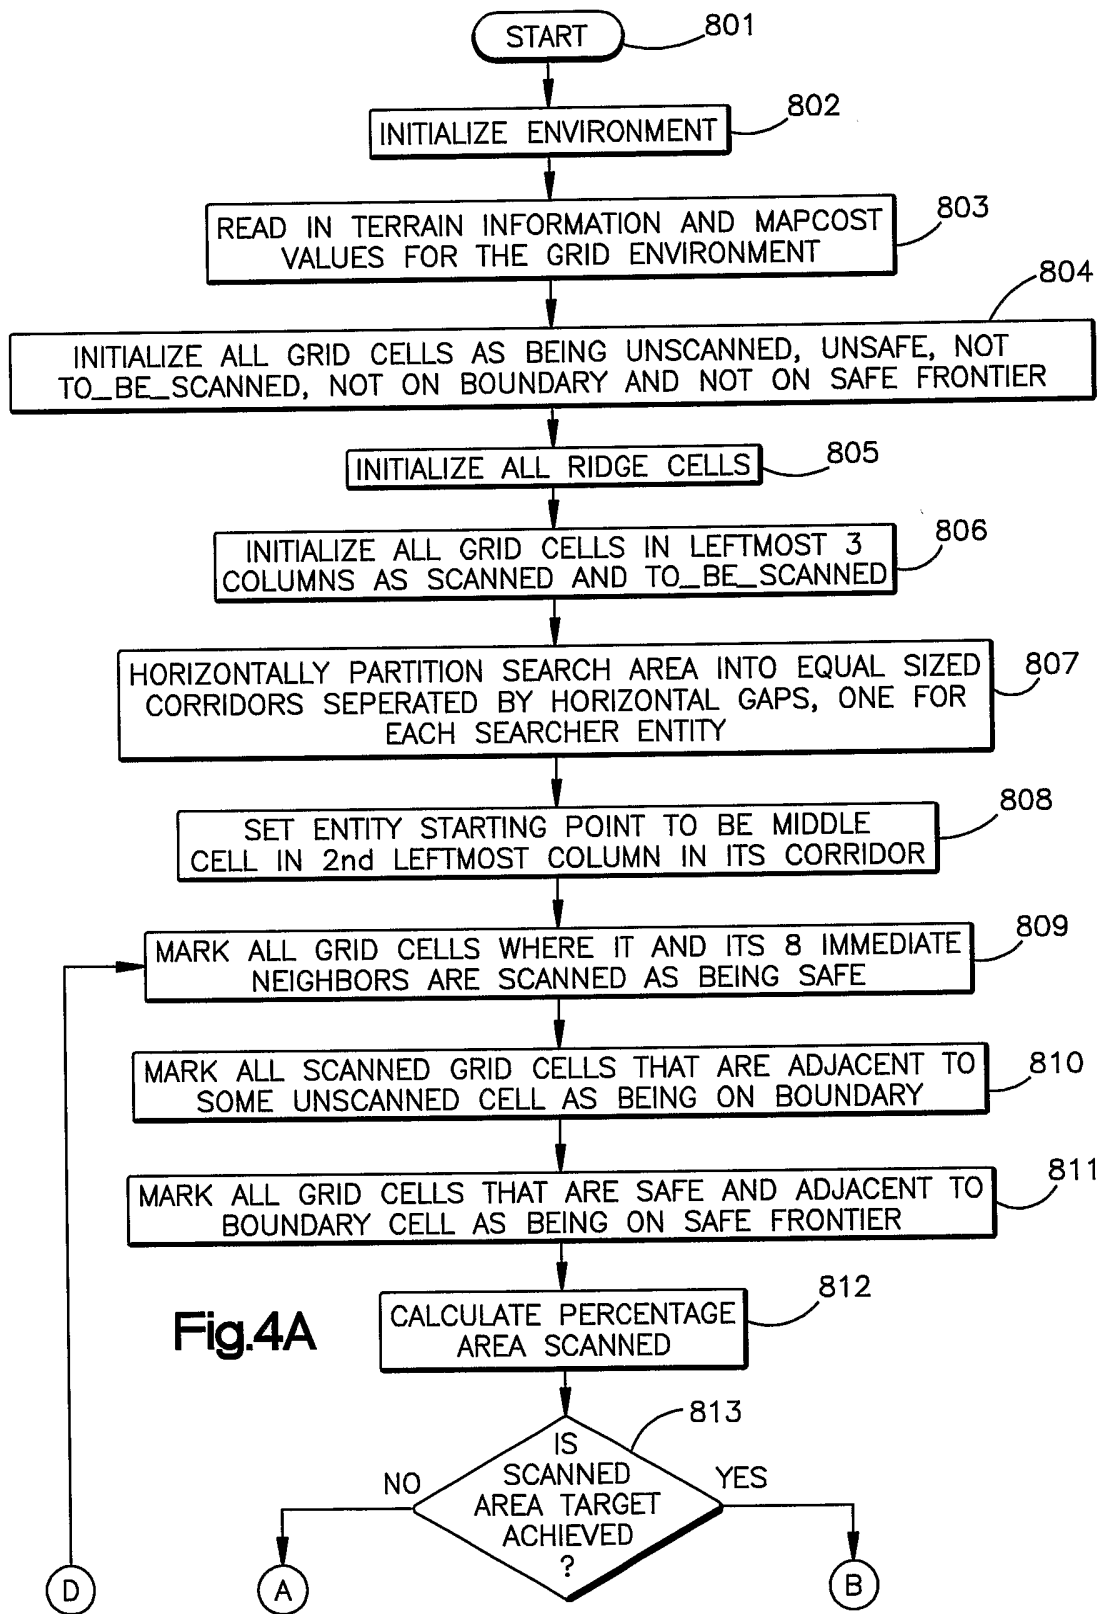 START
801
INITIALIZE ENVIRONMENT
802
READ IN TERRAIN INFORMATION AND MAPCOST
VALUES FOR THE GRID ENVIRONMENT
803
804
INITIALIZE ALL GRID CELLS AS BEING UNSCANNED, UNSAFE, NOT
TO_BE_SCANNED, NOT ON BOUNDARY AND NOT ON SAFE FRONTIER
INITIALIZE ALL RIDGE CELLS
805
INITIALIZE ALL GRID CELLS IN LEFTMOST 3
COLUMNS AS SCANNED AND TO_BE_SCANNED
806
HORIZONTALLY PARTITION SEARCH AREA INTO EQUAL SIZED
CORRIDORS SEPERATED BY HORIZONTAL GAPS, ONE FOR
EACH SEARCHER ENTITY
807
SET ENTITY STARTING POINT TO BE MIDDLE
CELL IN 2nd LEFTMOST COLUMN IN ITS CORRIDOR
808
MARK ALL GRID CELLS WHERE IT AND ITS 8 IMMEDIATE
NEIGHBORS ARE SCANNED AS BEING SAFE
809
MARK ALL SCANNED GRID CELLS THAT ARE ADJACENT TO
SOME UNSCANNED CELL AS BEING ON BOUNDARY
810
MARK ALL GRID CELLS THAT ARE SAFE AND ADJACENT TO
BOUNDARY CELL AS BEING ON SAFE FRONTIER
811
Fig.4A
CALCULATE PERCENTAGE
AREA SCANNED
812
813
IS
SCANNED
AREA TARGET
ACHIEVED
?
NO
YES
D
A
B